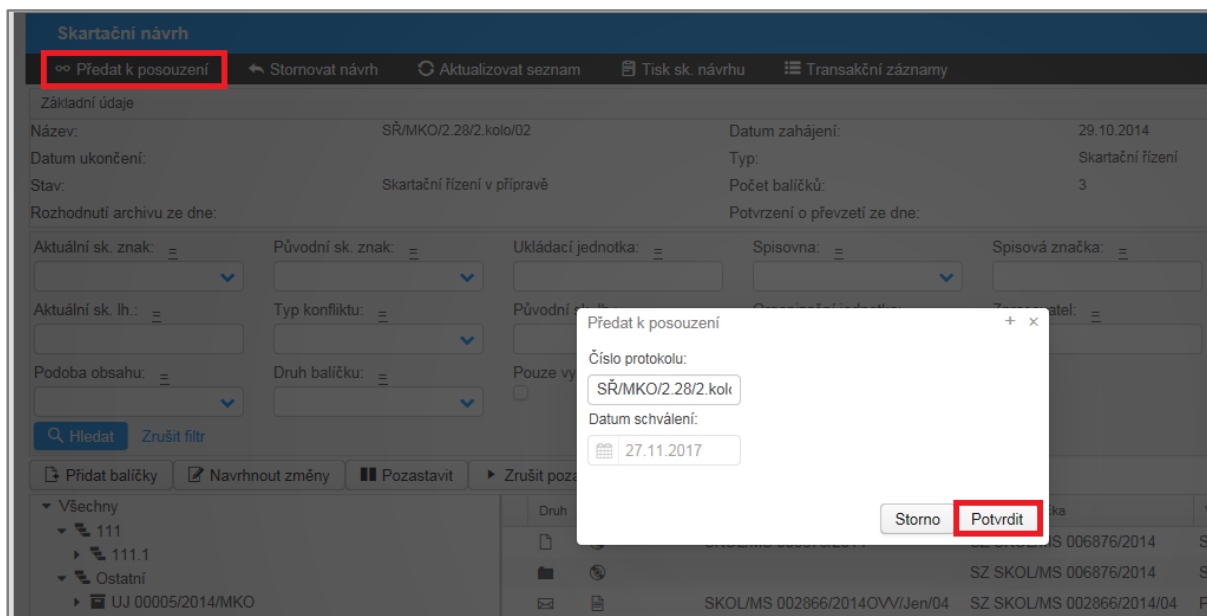 Skartační návrh
Předat k posouzení Stornovat návrh Aktualizovat seznam Tisk sk. návrhu Transakční záznamy
Základní údaje
Název: SŘ/MKO/2.28/2.kolo/02 Datum zahájení: 29.10.2014
Datum ukončení: Typ: Skartační řízení
Stav: Skartační řízení v přípravě Počet balíčků: 3
Rozhodnutí archivu ze dne: Potvrzení o převzetí ze dne:
Aktuální sk. znak: = Původní sk. znak: = Ukládací jednotka: = Spisovna: = Spisová značka: =
Aktuální sk. lh.: = Typ konfliktu: = Původní =
Předat k posouzení
Číslo protokolu:
SŘ/MKO/2.28/2.kol
Datum schválení:
27.11.2017
Storno Potvrdit
Podoba obsahu: = Druh balíčku: = Pouze
Hledat Zrušit filtr
Přidat balíčky Navrhnout změny Pozastavit Zrušit
Všechny Druh
111
111.1 SZ SKOL/MS 006876/2014
Ostatní SZ SKOL/MS 006876/2014
UJ 00005/2014/MKO SKOL/MS 002866/2014OVV/Jen/04 SZ SKOL/MS 002866/2014/04